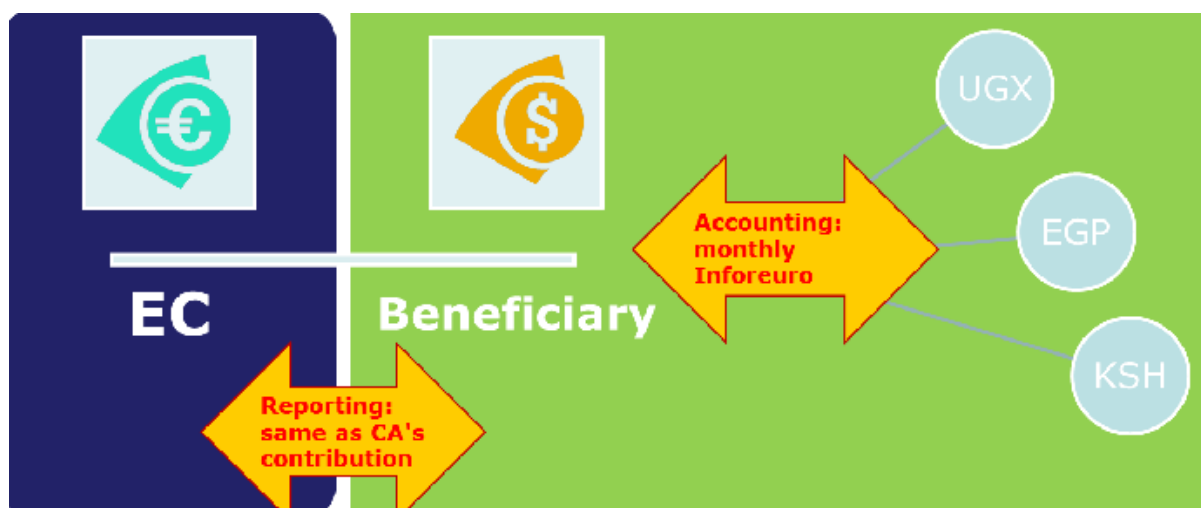 €
$
UGX
EGP
KSH
Accounting:
monthly
Inforeuro
EC
Beneficiary
Reporting:
same as CA's
contribution